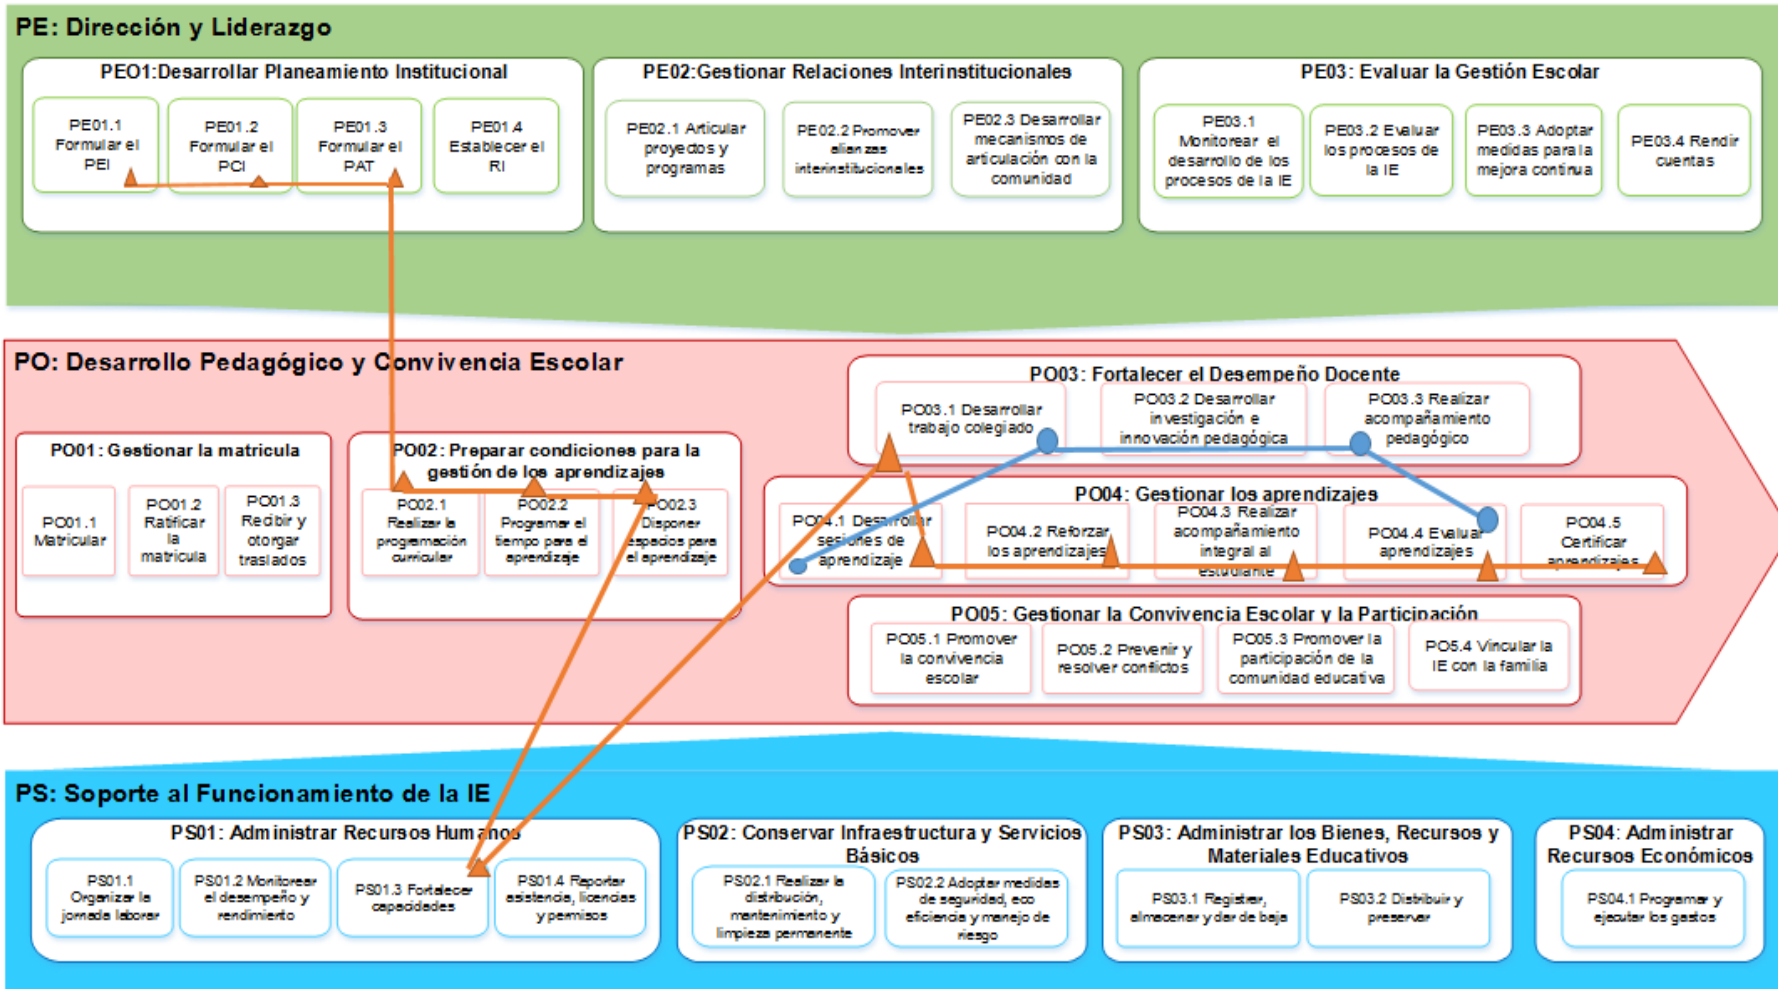 PE: Dirección y Liderazgo
PEO1:Desarrollar Planeamiento Institucional
PE01.1
Formular el
PEI
PE01.2
Formular el
PCI
PE01.3
Formular el
PAT
PE01.4
Establecer el
RI
PE02:Gestionar Relaciones Interinstitucionales
PE02.1 Articular
proyectos y
programas
PE02.2 Promover
alianzas
interinstitucionales
PE02.3 Desarrollar
mecanismos de
articulación con la
comunidad
PE03: Evaluar la Gestión Escolar
PE03.1
Monitorear el
desarrollo de los
procesos de la IE
PE03.2 Evaluar
los procesos de
la IE
PE03.3 Adoptar
medidas para la
mejora continua
PE03.4 Rendir
cuentas
PO: Desarrollo Pedagógico y Convivencia Escolar
PO01: Gestionar la matricula
PO01.1
Matricular
PO01.2
Ratificar
la
matricula
PO01.3
Recibir y
otorgar
traslados
PO02: Preparar condiciones para la
gestión de los aprendizajes
PO02.1
Realizar la
programación
curricular
PO02.2
Programar el
tiempo para el
aprendizaje
PO02.3
Disponer
espacios para
el aprendizaje
PO03: Fortalecer el Desempeño Docente
PO03.1 Desarrollar
trabajo colegiado
PO03.2 Desarrollar
investigación e
innovación pedagógica
PO03.3 Realizar
acompañamiento
pedagógico
PO04: Gestionar los aprendizajes
PO04.1 Desarrollar
sesiones de
aprendizaje
PO04.2 Reforzar
los aprendizajes
PO04.3 Realizar
acompañamiento
integral al
estudiante
PO04.4 Evaluar
aprendizajes
PO04.5
Certificar
aprendizajes
PO05: Gestionar la Convivencia Escolar y la Participación
PO05.1 Promover
la convivencia
escolar
PO05.2 Prevenir y
resolver conflictos
PO05.3 Promover la
participación de la
comunidad educativa
PO5.4 Vincular la
IE con la familia
PS: Soporte al Funcionamiento de la IE
PS01: Administrar Recursos Humanos
PS01.1
Organizar la
jornada laborar
PS01.2 Monitorear
el desempeño y
rendimiento
PS01.3 Fortalecer
capacidades
PS01.4 Reportar
asistencia, licencias
y permisos
PS02: Conservar Infraestructura y Servicios
Básicos
PS02.1 Realizar la
distribución,
mantenimiento y
limpieza permanente
PS02.2 Adoptar medidas
de seguridad, eco
eficiencia y manejo de
riesgo
PS03: Administrar los Bienes, Recursos y
Materiales Educativos
PS03.1 Registrar,
almacenar y dar de baja
PS03.2 Distribuir y
preservar
PS04: Administrar
Recursos Económicos
PS04.1 Programar y
ejecutar los gastos